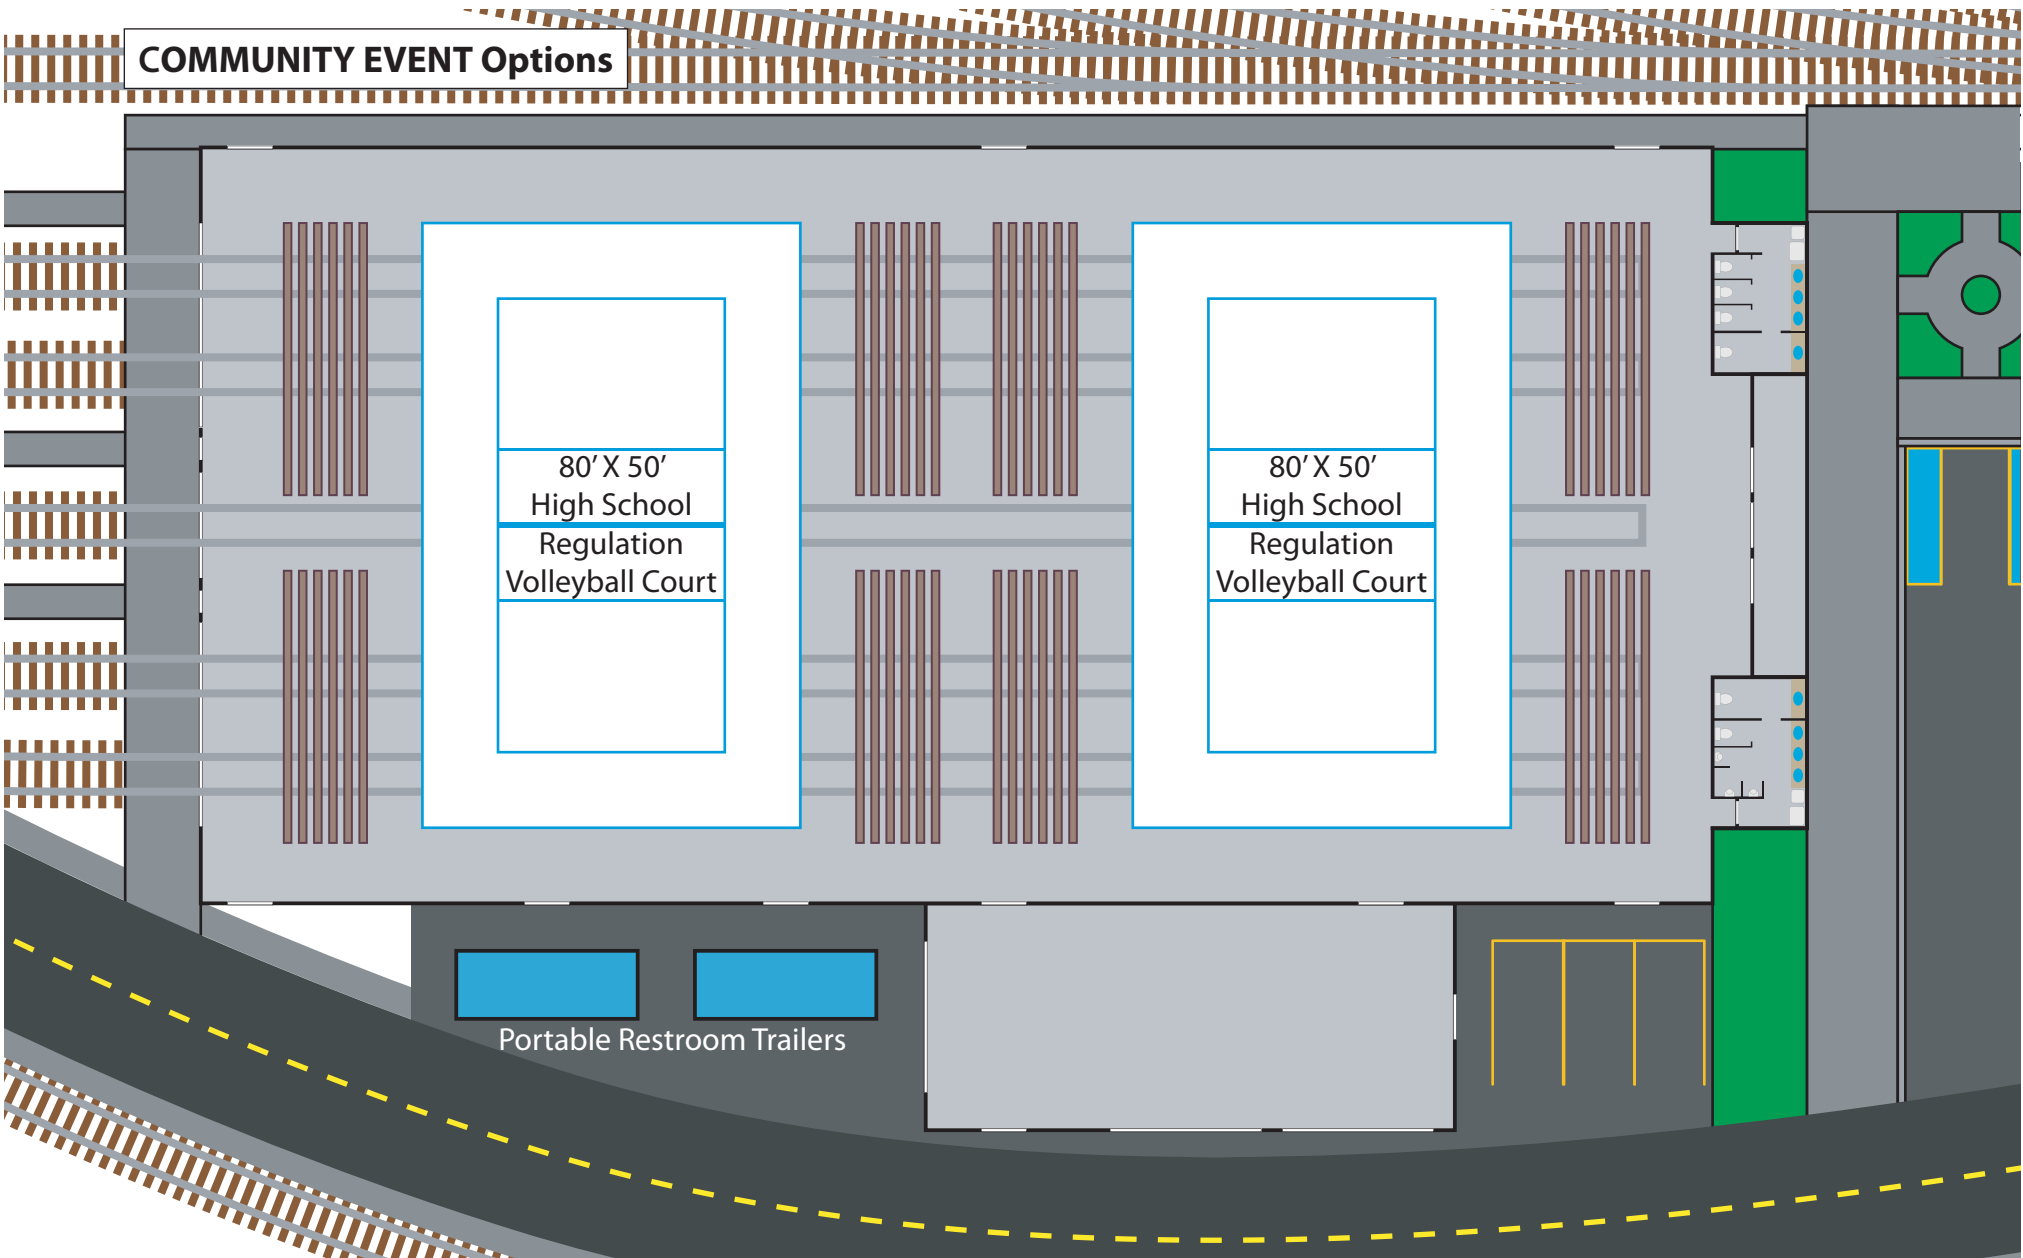 COMMUNITY EVENT Options
80’ X 50’
High School
Regulation
Volleyball Court
80’ X 50’
High School
Regulation
Volleyball Court
Portable Restroom Trailers